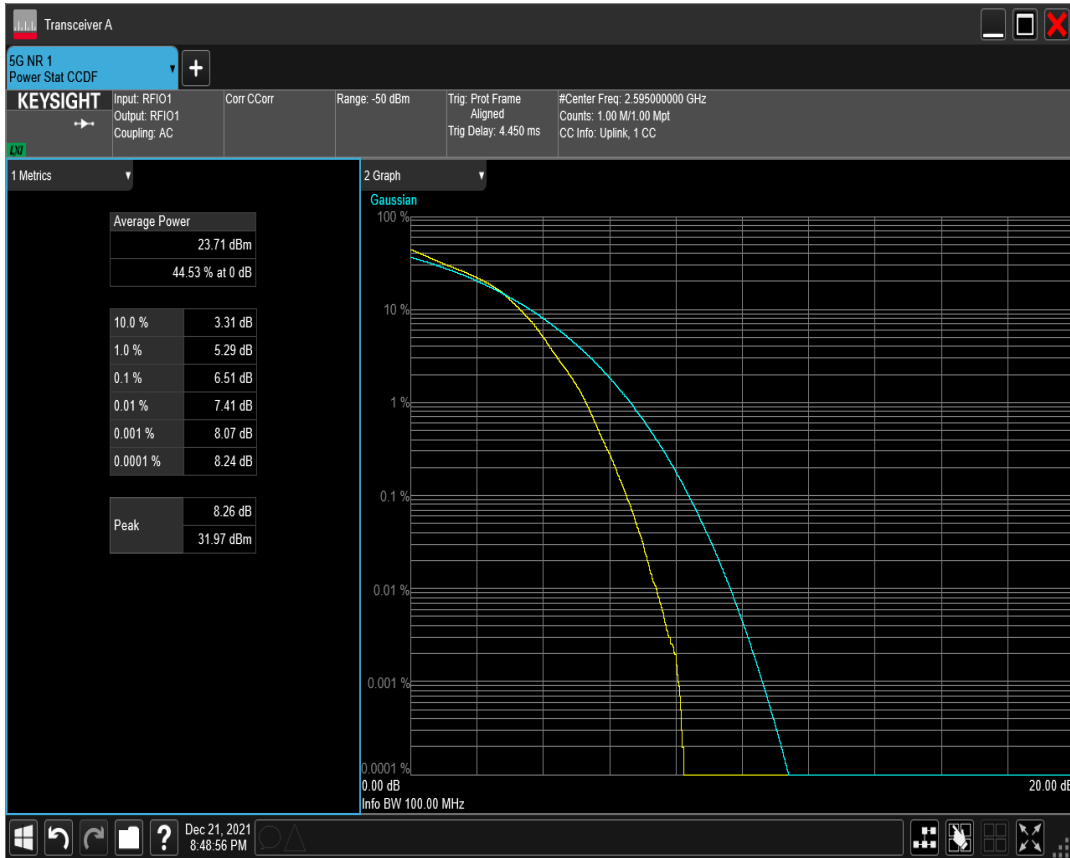 Transceiver A
5G NR 1
Power Stat CCDF
+
KEYSIGHT
LXI
Input: RFIO1
Output: RFIO1
Coupling: AC
Corr CCorr
Range: -50 dBm
Trig: Prot Frame
Aligned
Trig Delay: 4.450 ms
#Center Freq: 2.595000000 GHz
Counts: 1.00 M/1.00 Mpt
CC Info: Uplink, 1 CC
1 Metrics
Average Power
23.71 dBm
44.53 % at 0 dB
10.0 % 3.31 dB
1.0 % 5.29 dB
0.1 % 6.51 dB
0.01 % 7.41 dB
0.001 % 8.07 dB
0.0001 % 8.24 dB
Peak 8.26 dB
31.97 dBm
2 Graph
Gaussian
100 %
10 %
1 %
0.1 %
0.01 %
0.001 %
0.0001 %
0.00 dB 20.00 dB
Info BW 100.00 MHz
?
Dec 21, 2021
8:48:56 PM